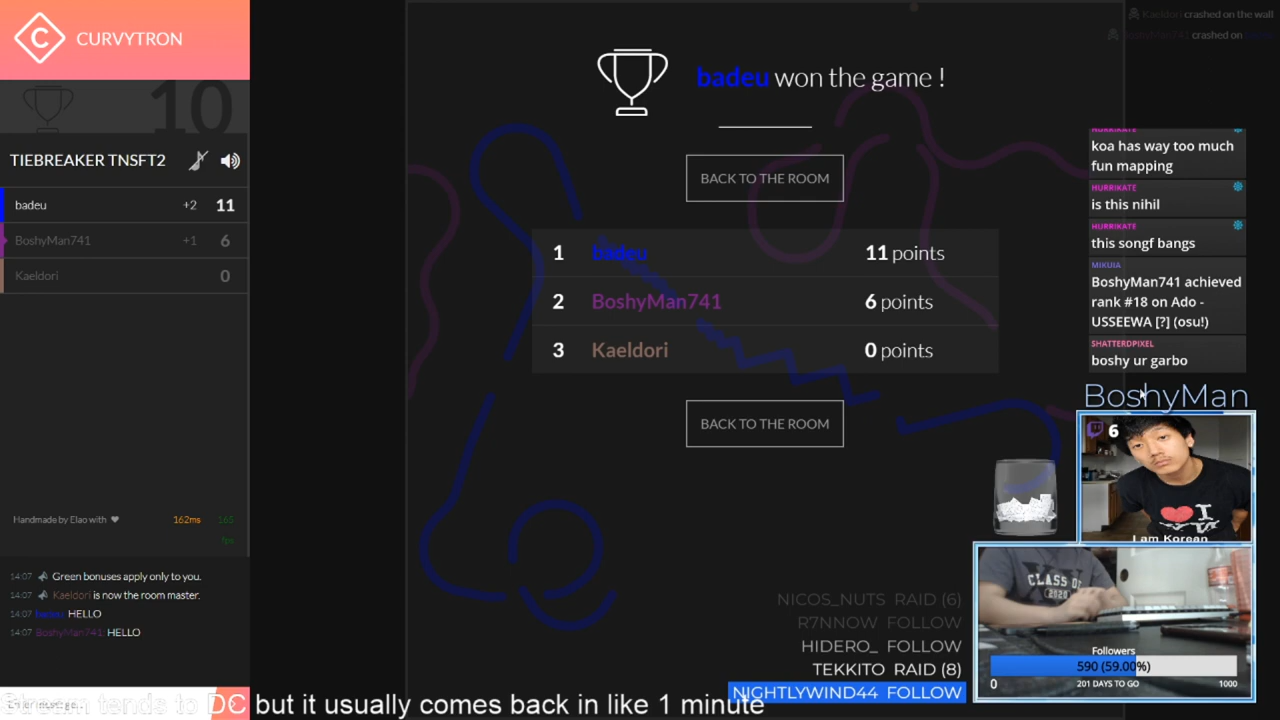 C CURVYTRON
10
TIEBREAKER TNSFT2
badeu +2 11
BoshyMan741 +1 6
Kaeldori 0
Handmade by Elao with
162ms
165
fps
14:07 Green bonuses apply only to you.
14:07 Kaeldori is now the room master.
14:07 badeu: HELLO
14:07 BoshyMan741: HELLO
badeu won the game !
BACK TO THE ROOM
1 badeu 11 points
2 BoshyMan741 6 points
3 Kaeldori 0 points
BACK TO THE ROOM
Kaeldori crashed on the wall
BoshyMan741 crashed on
HURRIKATE
koa has way too much
fun mapping
HURRIKATE
is this nihil
HURRIKATE
this songf bangs
MIKUIA
BoshyMan741 achieved
rank #18 on Ado -
USSEEWA [?] (osu!)
SHATTERDPIXEL
boshy ur garbo
BoshyMan
6
I
I am Korean
CLASS OF
2020
NICOS_NUTS RAID (6)
R7NNOW FOLLOW
HIDERO_ FOLLOW
TEKKITO RAID (8)
NIGHTLYWIND44 FOLLOW
Followers
590 (59.00%)
0 201 DAYS TO GO 1000
Stream tends to DC but it usually comes back in like 1 minute